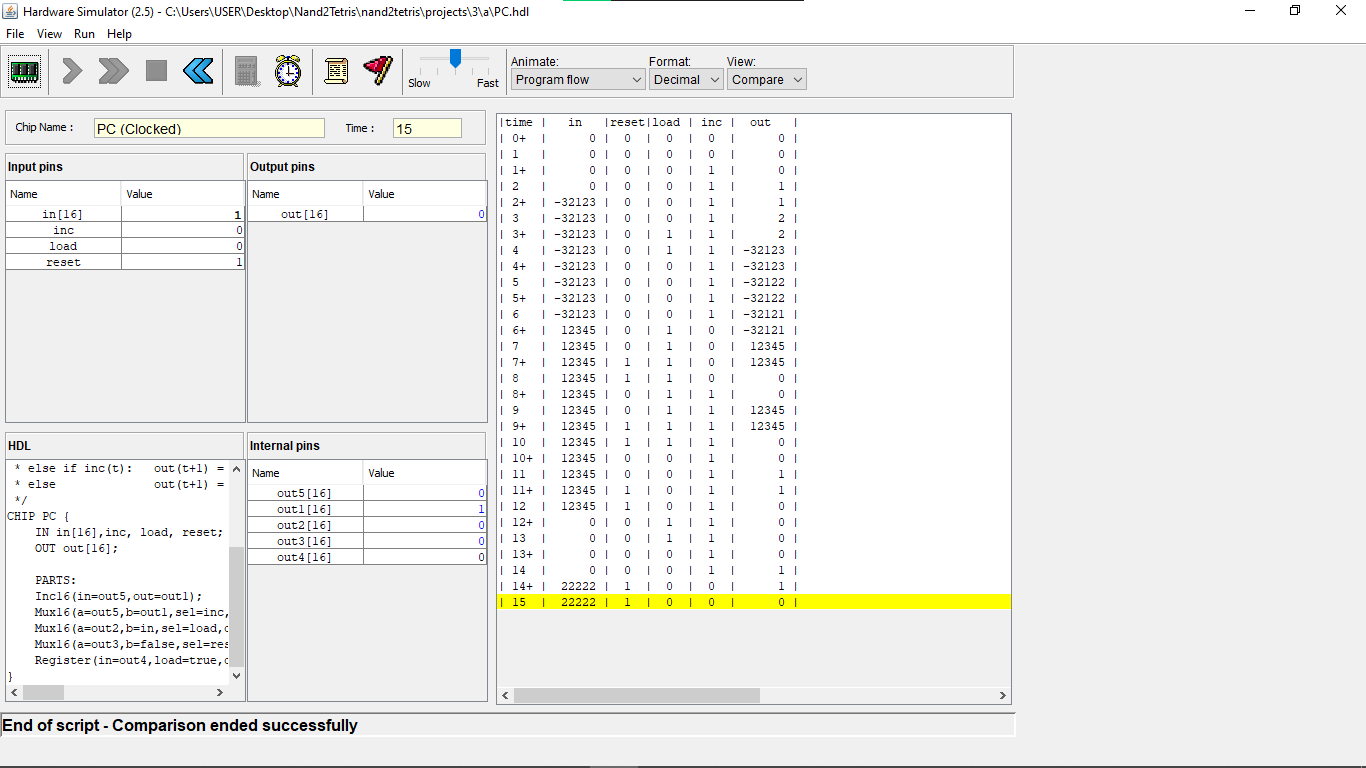 Hardware Simulator (2.5) - C:\Users\USER\Desktop\Nand2Tetris\nand2tetris\projects\3\a\PC.hdl
File View Run Help
Slow Fast
Animate: Format: View:
Program flow Decimal Compare
Chip Name : PC (Clocked) Time : 15
Input pins
Name Value
in[16] 1
inc 0
load 0
reset 1
Output pins
Name Value
out[16] 0
HDL
* else if inc(t): out(t+1) =
* else out(t+1) =
*/
CHIP PC {
IN in[16],inc, load, reset;
OUT out[16];
PARTS:
Inc16(in=out5,out=out1);
Mux16(a=out5,b=out1,sel=inc,
Mux16(a=out2,b=in,sel=load,
Mux16(a=out3,b=false,sel=res
Register(in=out4,load=true,
}
Internal pins
Name Value
out5[16] 0
out1[16] 1
out2[16] 0
out3[16] 0
out4[16] 0
|time | in |reset|load | inc | out |
| 0+ | 0 | 0 | 0 | 0 | 0 |
| 1 | 0 | 0 | 0 | 0 | 0 |
| 1+ | 0 | 0 | 0 | 1 | 0 |
| 2 | 0 | 0 | 0 | 1 | 1 |
| 2+ | -32123 | 0 | 0 | 1 | 1 |
| 3 | -32123 | 0 | 0 | 1 | 2 |
| 3+ | -32123 | 0 | 1 | 1 | 2 |
| 4 | -32123 | 0 | 1 | 1 | -32123 |
| 4+ | -32123 | 0 | 0 | 1 | -32123 |
| 5 | -32123 | 0 | 0 | 1 | -32122 |
| 5+ | -32123 | 0 | 0 | 1 | -32122 |
| 6 | -32123 | 0 | 0 | 1 | -32121 |
| 6+ | 12345 | 0 | 1 | 0 | -32121 |
| 7 | 12345 | 0 | 1 | 0 | 12345 |
| 7+ | 12345 | 1 | 1 | 0 | 12345 |
| 8 | 12345 | 1 | 1 | 0 | 0 |
| 8+ | 12345 | 0 | 1 | 1 | 0 |
| 9 | 12345 | 0 | 1 | 1 | 12345 |
| 9+ | 12345 | 1 | 1 | 1 | 12345 |
| 10 | 12345 | 1 | 1 | 1 | 0 |
| 10+ | 12345 | 0 | 0 | 1 | 0 |
| 11 | 12345 | 0 | 0 | 1 | 1 |
| 11+ | 12345 | 1 | 0 | 1 | 1 |
| 12 | 12345 | 1 | 0 | 1 | 0 |
| 12+ | 0 | 0 | 1 | 1 | 0 |
| 13 | 0 | 0 | 1 | 1 | 0 |
| 13+ | 0 | 0 | 0 | 1 | 0 |
| 14 | 0 | 0 | 0 | 1 | 1 |
| 14+ | 22222 | 1 | 0 | 0 | 1 |
| 15 | 22222 | 1 | 0 | 0 | 0 |
End of script - Comparison ended successfully